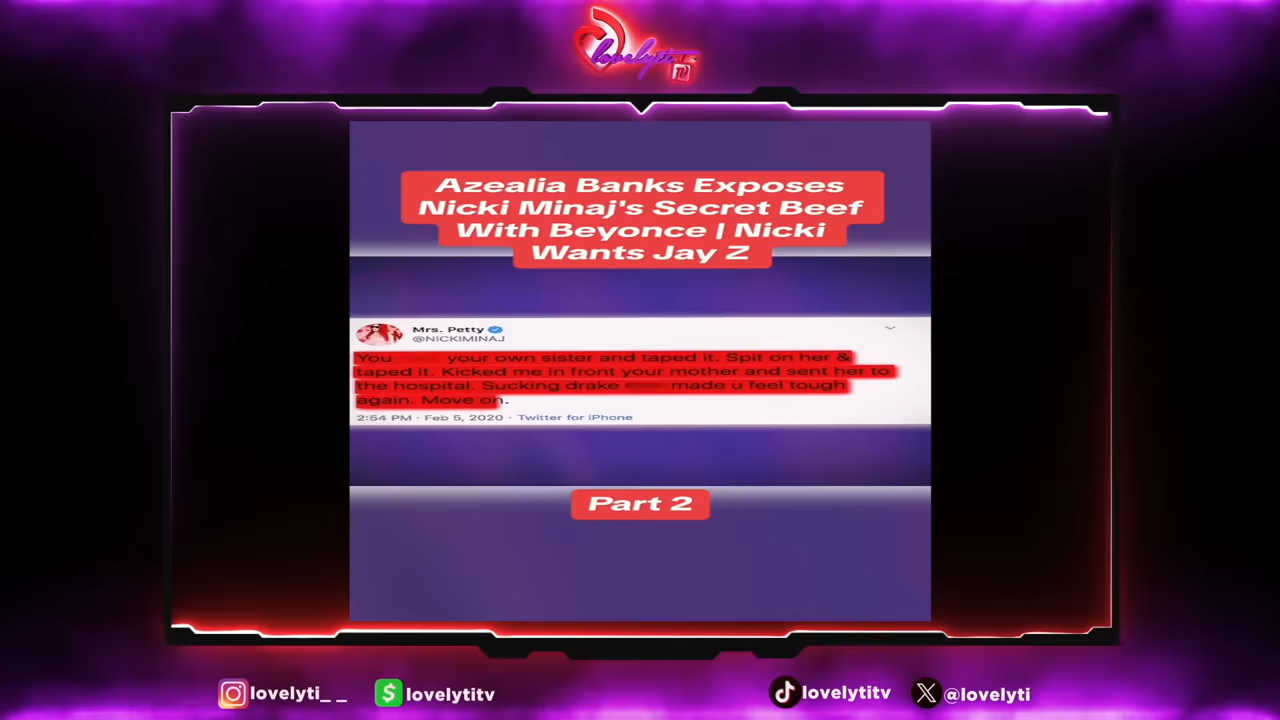 lovelyti
TV
Azealia Banks Exposes
Nicki Minaj's Secret Beef
With Beyonce | Nicki
Wants Jay Z
Mrs. Petty
@NICKIMINAJ
You your own sister and taped it. Spit on her &
taped it. Kicked me in front your mother and sent her to
the hospital. Sucking drake made u feel tough
again. Move on.
2:54 PM · Feb 5, 2020 · Twitter for iPhone
Part 2
lovelyti_ _
lovelytitv
lovelytitv
@lovelyti